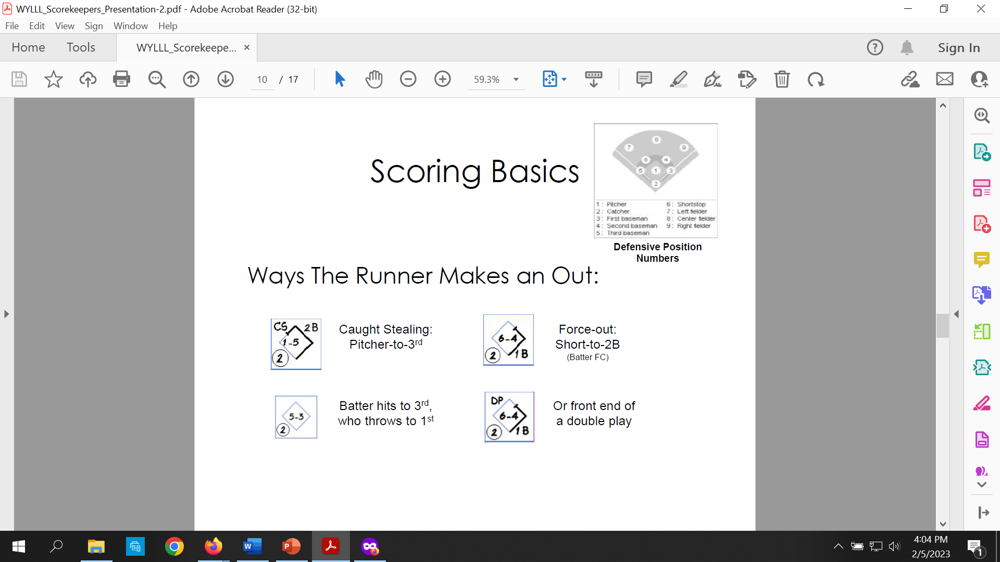 WYLLL_Scorekeepers_Presentation-2.pdf - Adobe Acrobat Reader (32-bit)
File Edit View Sign Window Help
Home Tools WYLLL_Scorekeepe... × Sign In
10 / 17 59.3%
Scoring Basics
8
7 9
6 4
5 1 3
2
1 : Pitcher 6 : Shortstop
2 : Catcher 7 : Left fielder
3 : First baseman 8 : Center fielder
4 : Second baseman 9 : Right fielder
5 : Third baseman
Defensive Position
Numbers
Ways The Runner Makes an Out:
CS 2B
1-5
2
Caught Stealing:
Pitcher-to-3rd
6-4
2 1B
Force-out:
Short-to-2B
(Batter FC)
5-3
2
Batter hits to 3rd,
who throws to 1st
DP
6-4
2 1B
Or front end of
a double play
4:04 PM
2/5/2023
1